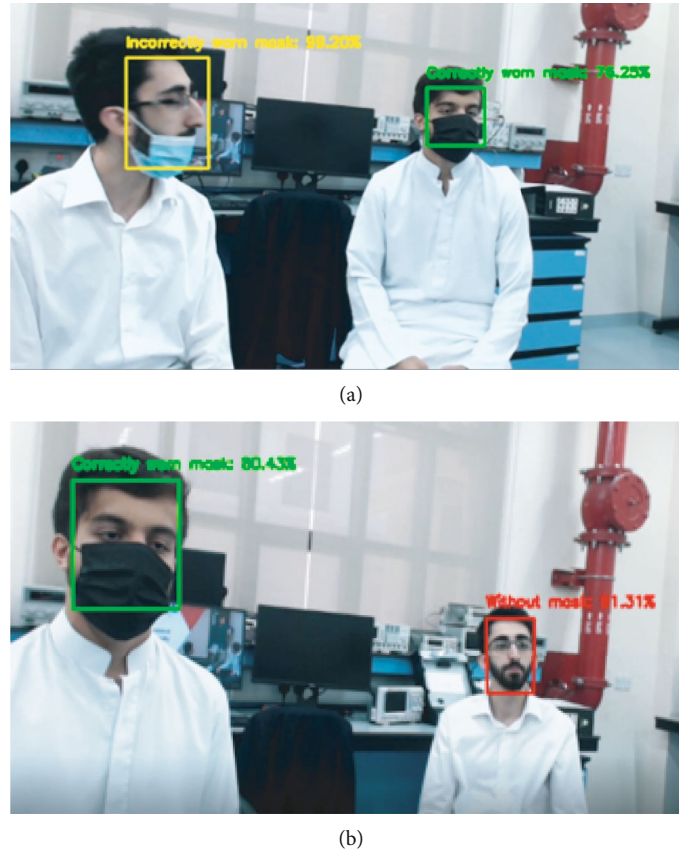 Incorrectly worn mask: 98.20%
Correctly worn mask: 76.25%
(a)
Correctly worn mask: 80.43%
Without mask: 91.31%
(b)